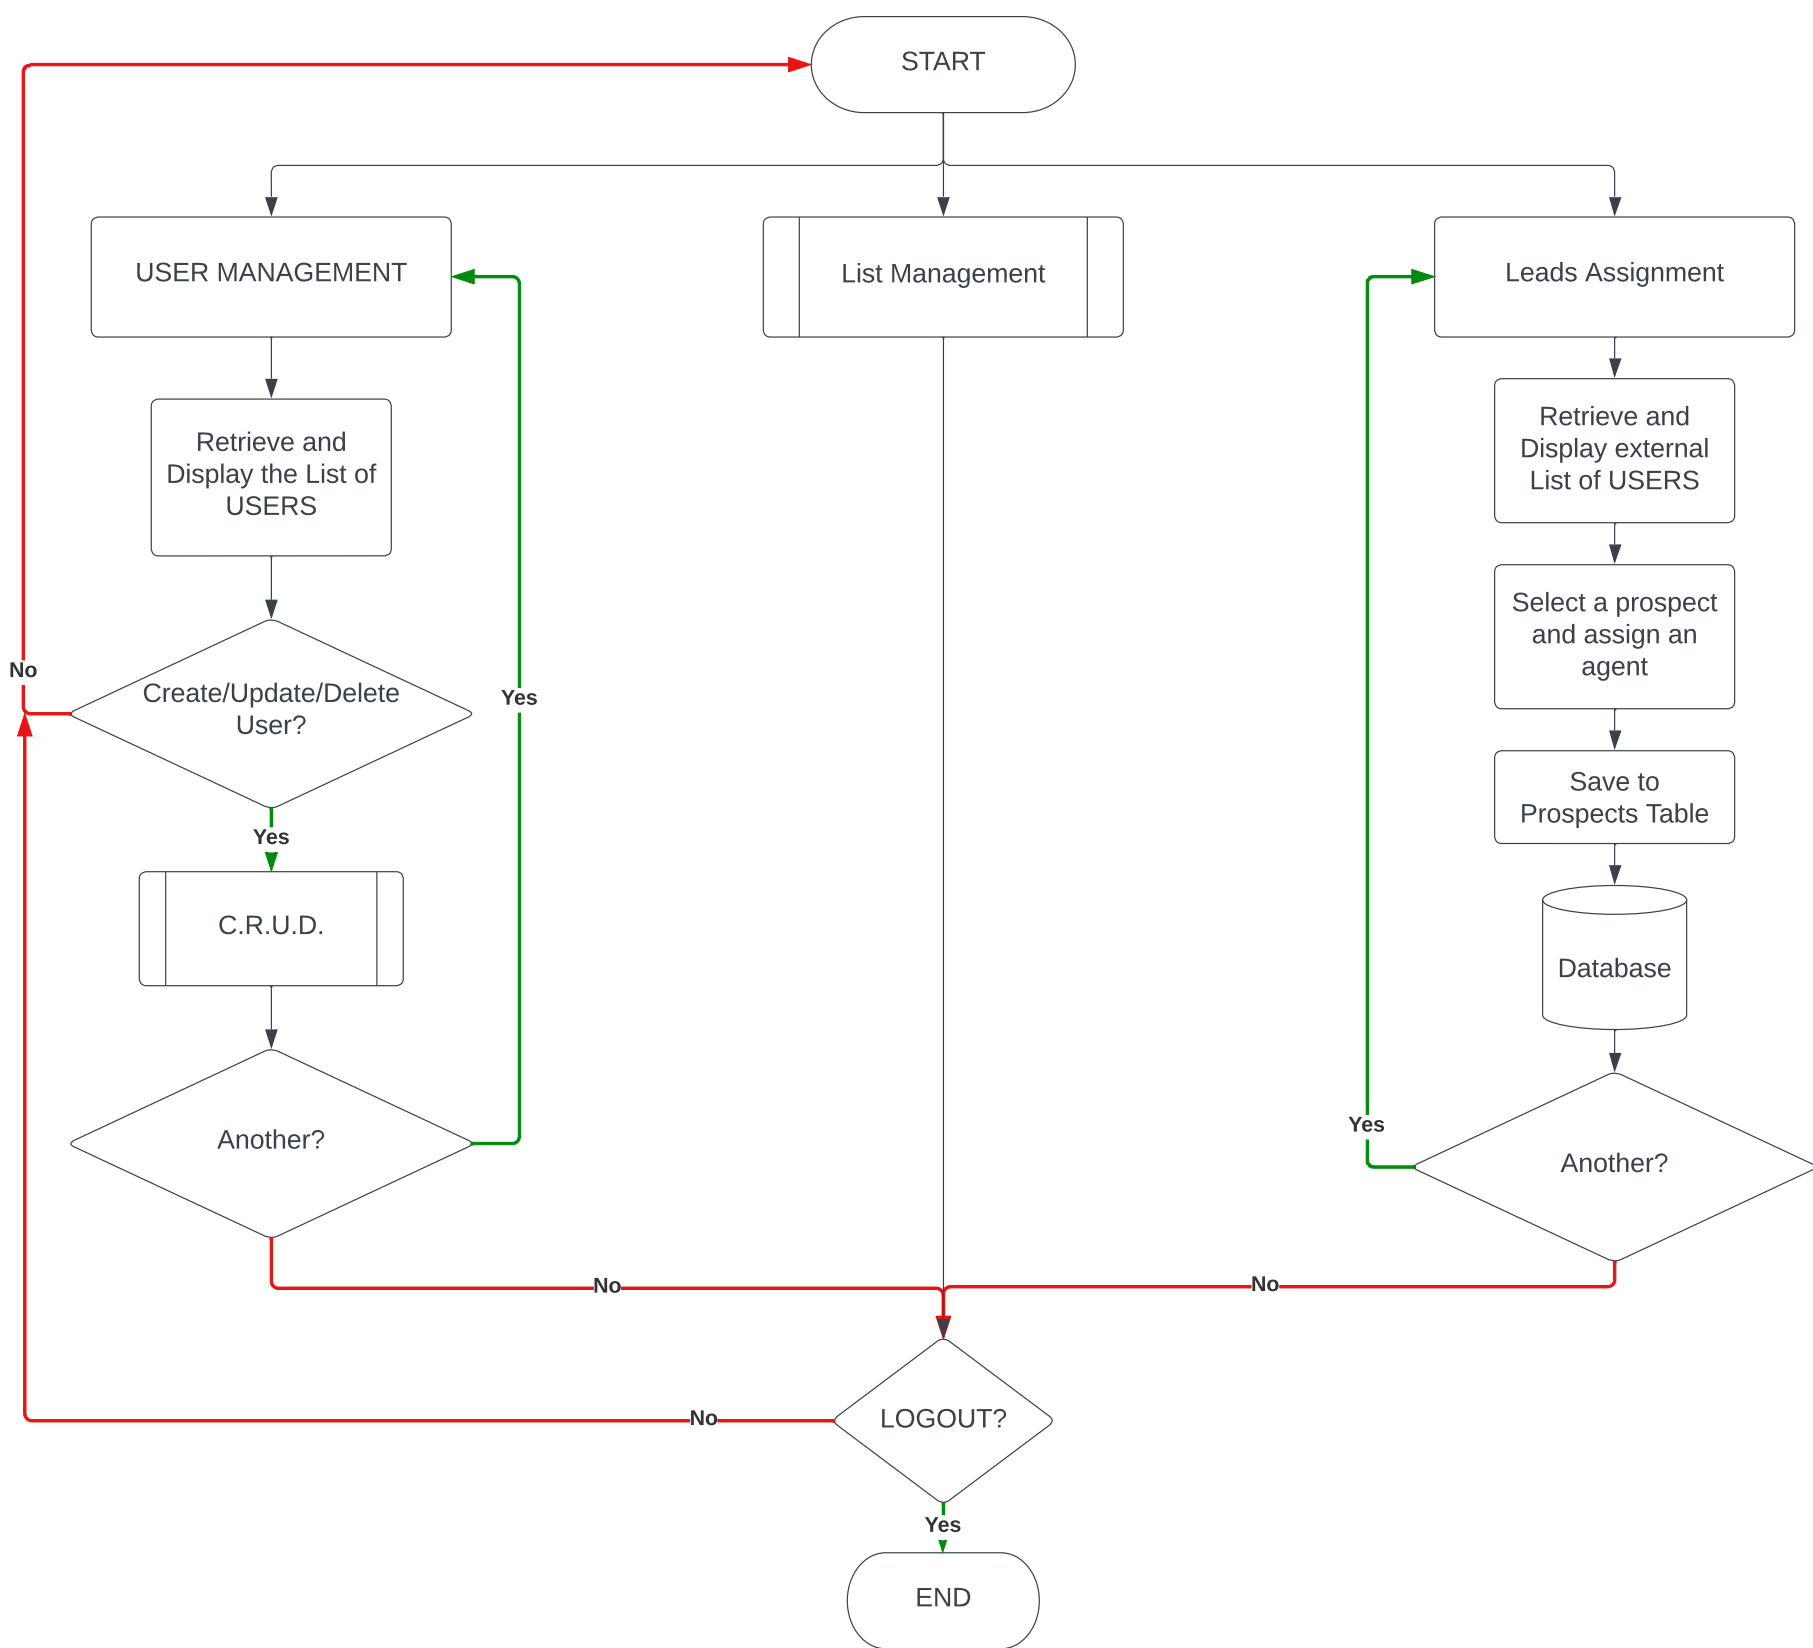 START
USER MANAGEMENT
List Management
Leads Assignment
Retrieve and
Display the List of
USERS
Retrieve and
Display external
List of USERS
Select a prospect
and assign an
agent
No
Create/Update/Delete
User?
Yes
Save to
Prospects Table
Yes
C.R.U.D.
Database
Another?
Yes
Another?
No
No
No
LOGOUT?
Yes
END